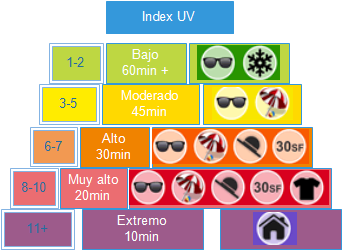 Index UV
1-2
Bajo
60min +
3-5
Moderado
45min
6-7
Alto
30min
30SF
8-10
Muy alto
20min
30SF
11+
Extremo
10min